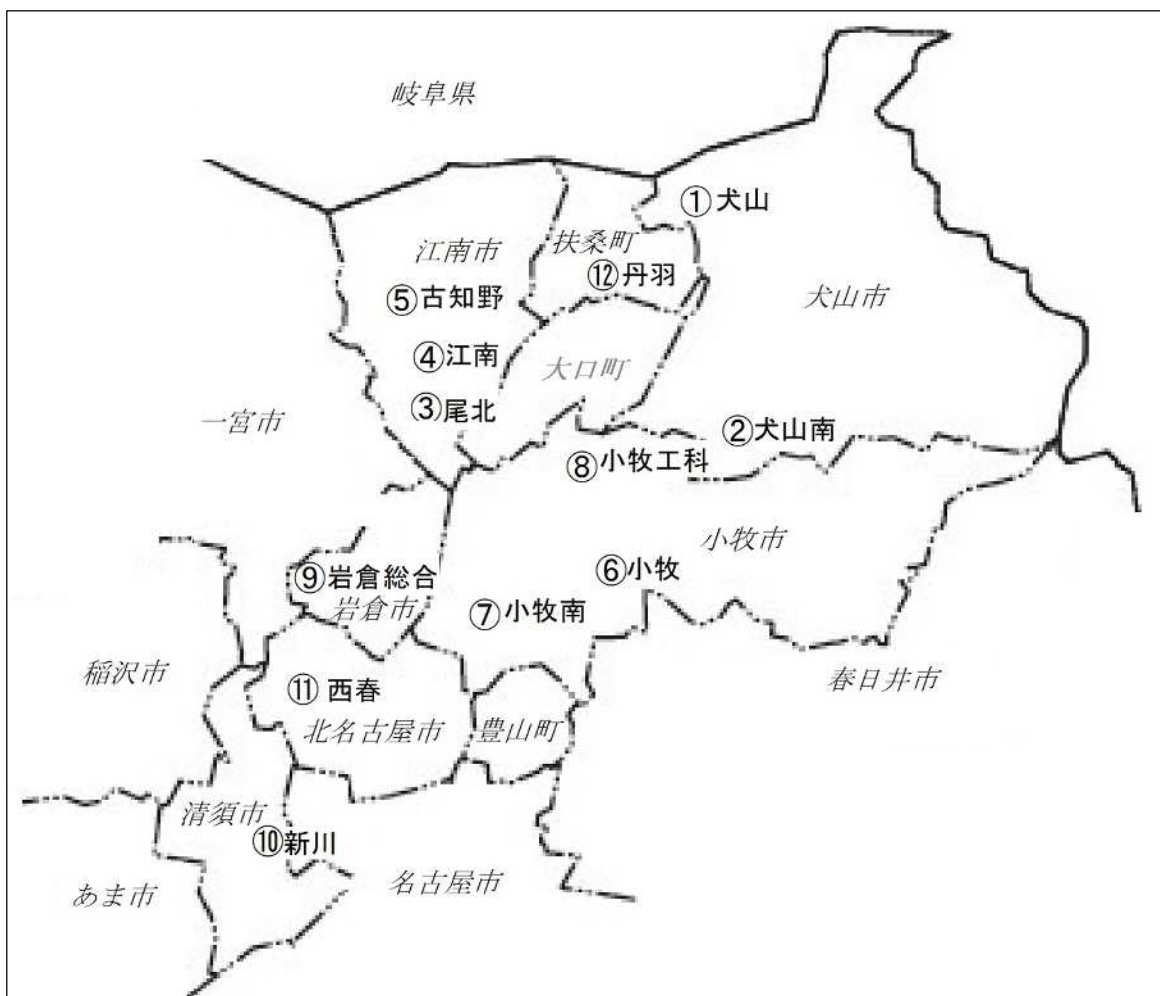 岐阜県
①犬山
江南市
扶桑町
⑫丹羽
⑤古知野
犬山市
④江南
大口町
③尾北
一宮市
②犬山南
⑧小牧工科
小牧市
⑥小牧
⑨岩倉総合
岩倉市
⑦小牧南
稲沢市
春日井市
⑪西春
北名古屋市
豊山町
清須市
⑩新川
あま市
名古屋市